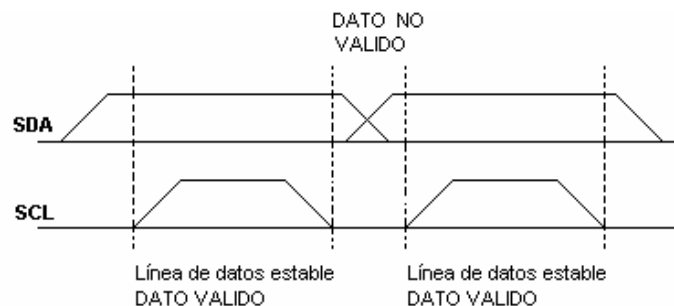 DATO NO
VALIDO
SDA
SCL
Línea de datos estable
DATO VALIDO
Línea de datos estable
DATO VALIDO